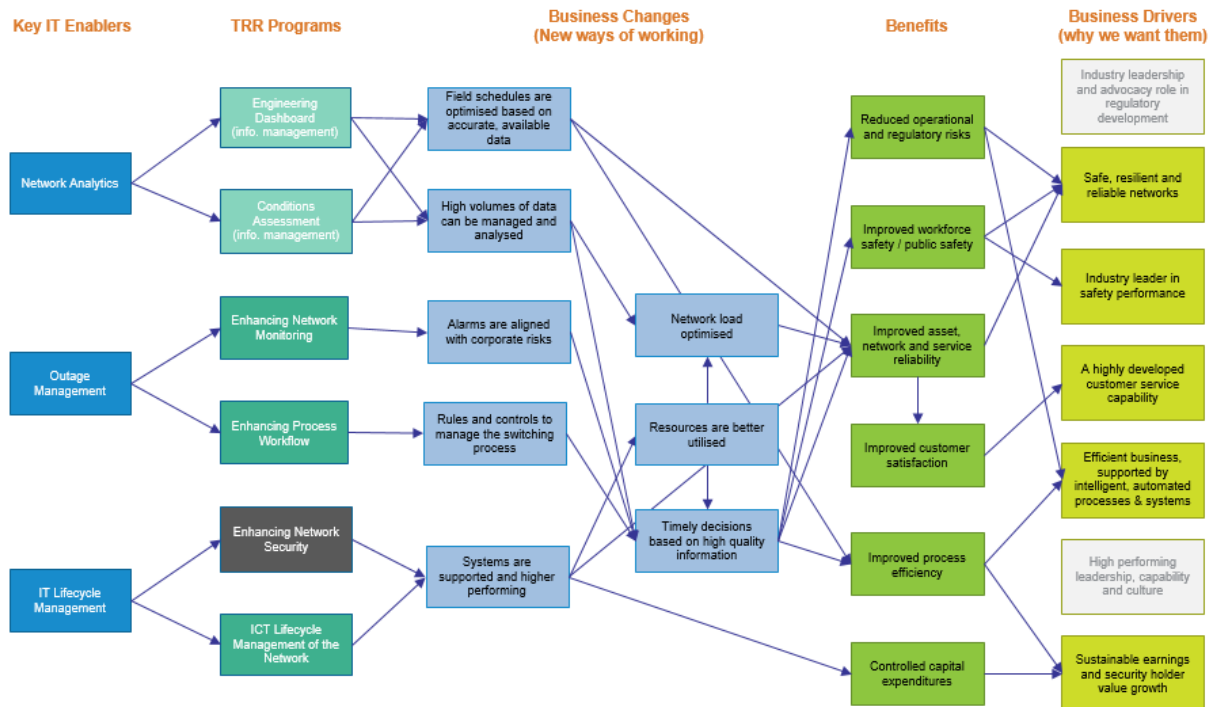 Key IT Enablers
TRR Programs
Business Changes
(New ways of working)
Benefits
Business Drivers
(why we want them)
Network Analytics
Outage
Management
IT Lifecycle
Management
Engineering
Dashboard
(info. management)
Conditions
Assessment
(info. management)
Enhancing Network
Monitoring
Enhancing Process
Workflow
Enhancing Network
Security
ICT Lifecycle
Management of the
Network
Field schedules are
optimised based on
accurate, available
data
High volumes of data
can be managed and
analysed
Alarms are aligned
with corporate risks
Rules and controls to
manage the switching
process
Systems are
supported and higher
performing
Network load
optimised
Resources are better
utilised
Timely decisions
based on high quality
information
Reduced operational
and regulatory risks
Improved workforce
safety / public safety
Improved asset,
network and service
reliability
Improved customer
satisfaction
Improved process
efficiency
Controlled capital
expenditures
Industry leadership
and advocacy role in
regulatory
development
Safe, resilient and
reliable networks
Industry leader in
safety performance
A highly developed
customer service
capability
Efficient business,
supported by
intelligent, automated
processes & systems
High performing
leadership, capability
and culture
Sustainable earnings
and security holder
value growth